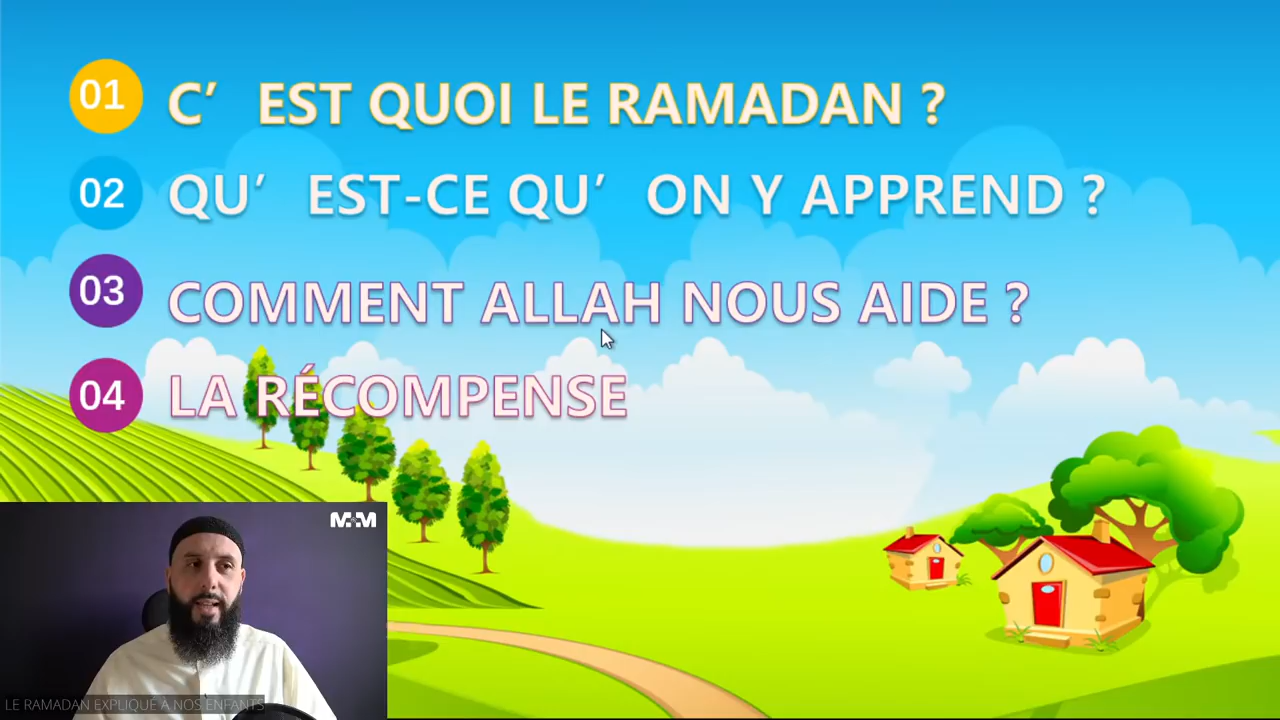 01 C’ EST QUOI LE RAMADAN ?
02 QU’ EST-CE QU’ ON Y APPREND ?
03 COMMENT ALLAH NOUS AIDE ?
04 LA RÉCOMPENSE
M+M
LE RAMADAN EXPLIQUE A NOS ENFANTS